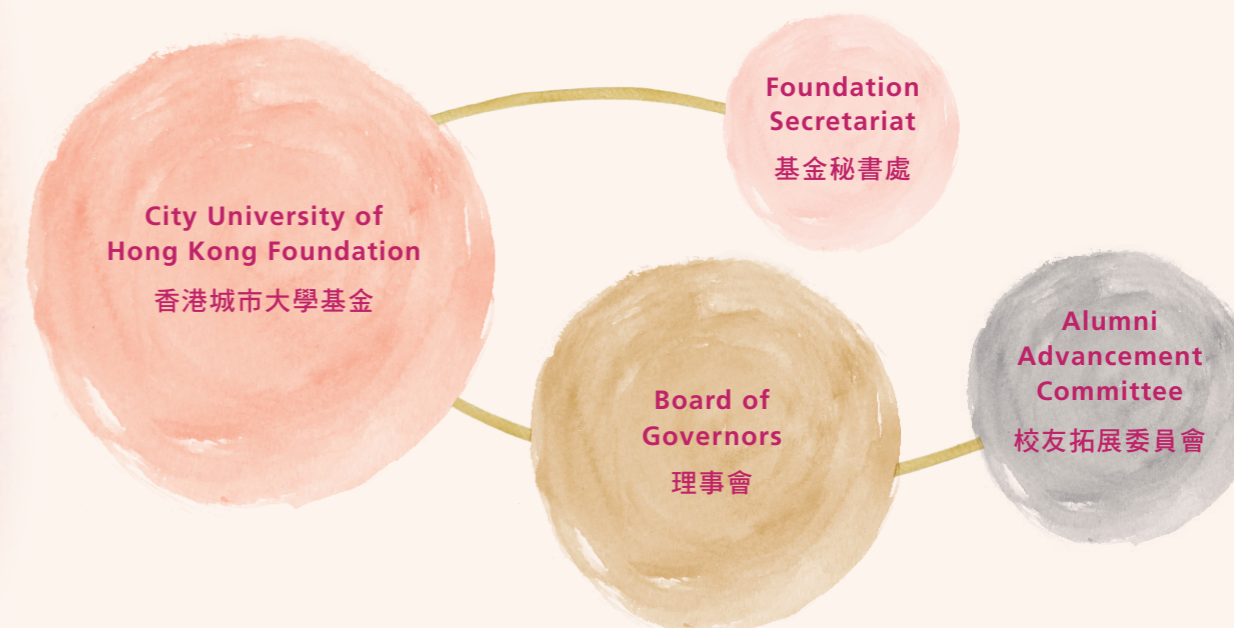 City University of
Hong Kong Foundation
香港城市大學基金
Foundation
Secretariat
基金秘書處
Board of
Governors
理事會
Alumni
Advancement
Committee
校友拓展委員會